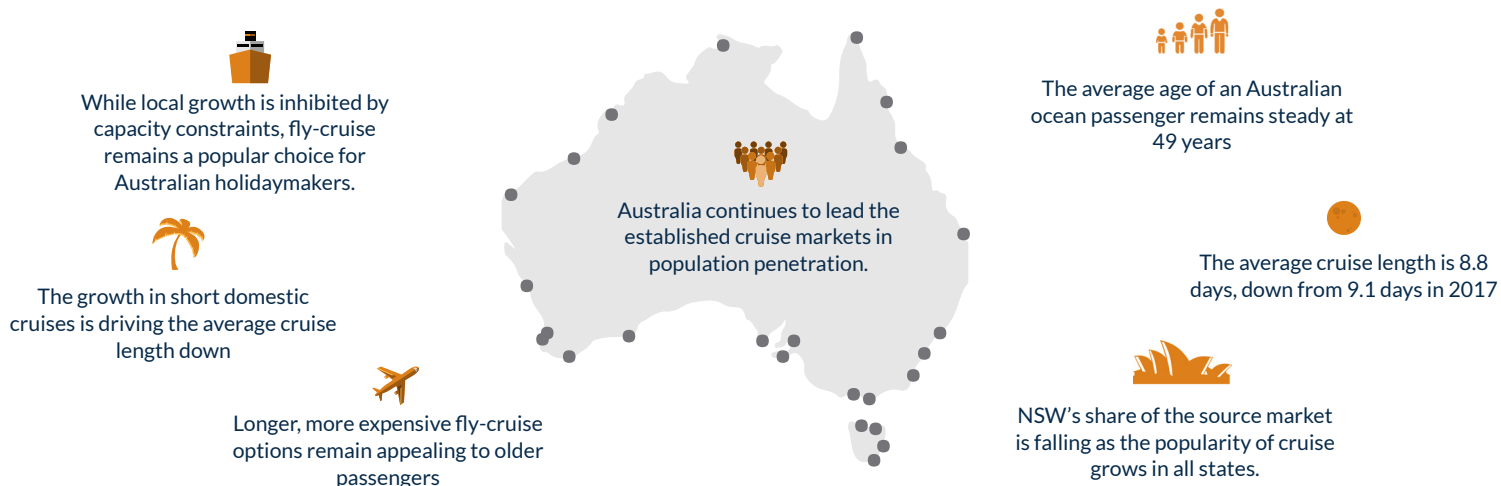 While local growth is inhibited by
capacity constraints, fly-cruise
remains a popular choice for
Australian holidaymakers.
The growth in short domestic
cruises is driving the average cruise
length down
Longer, more expensive fly-cruise
options remain appealing to older
passengers
Australia continues to lead the
established cruise markets in
population penetration.
The average age of an Australian
ocean passenger remains steady at
49 years
The average cruise length is 8.8
days, down from 9.1 days in 2017
NSW’s share of the source market
is falling as the popularity of cruise
grows in all states.